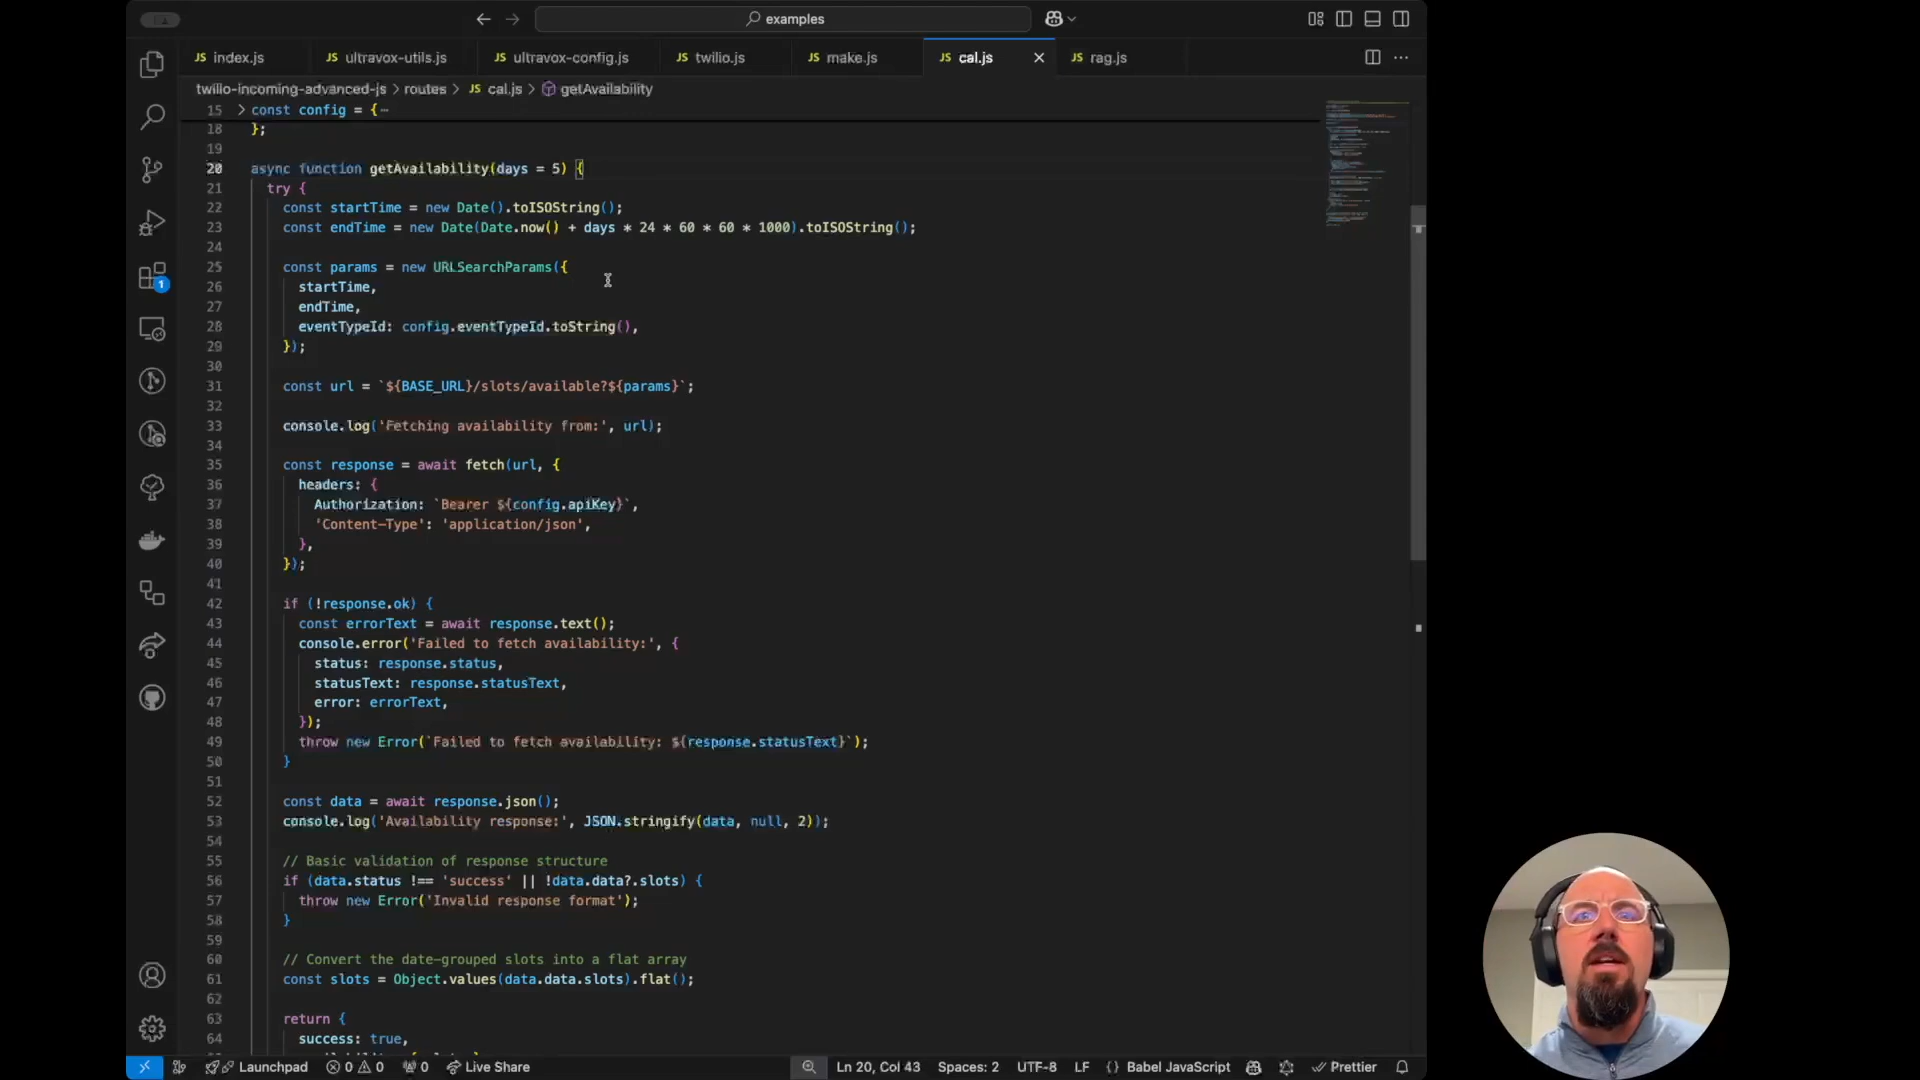 examples
JS index.js
JS ultravox-utils.js
JS ultravox-config.js
JS twilio.js
JS make.js
JS cal.js
JS rag.js
twilio-incoming-advanced-js > routes > JS cal.js > getAvailability
15 const config = {
18 };
19
20 async function getAvailability(days = 5) {
21 try {
22 const startTime = new Date().toISOString();
23 const endTime = new Date(Date.now() + days * 24 * 60 * 60 * 1000).toISOString();
24
25 const params = new URLSearchParams({
26 startTime,
27 endTime,
28 eventTypeId: config.eventTypeId.toString(),
29 });
30
31 const url = `${BASE_URL}/slots/available?${params}`;
32
33 console.log('Fetching availability from:', url);
34
35 const response = await fetch(url, {
36 headers: {
37 Authorization: `Bearer ${config.apiKey}`,
38 'Content-Type': 'application/json',
39 },
40 });
41
42 if (!response.ok) {
43 const errorText = await response.text();
44 console.error('Failed to fetch availability:', {
45 status: response.status,
46 statusText: response.statusText,
47 error: errorText,
48 });
49 throw new Error(`Failed to fetch availability: ${response.statusText}`);
50 }
51
52 const data = await response.json();
53 console.log('Availability response:', JSON.stringify(data, null, 2));
54
55 // Basic validation of response structure
56 if (data.status !== 'success' || !data.data?.slots) {
57 throw new Error('Invalid response format');
58 }
59
60 // Convert the date-grouped slots into a flat array
61 const slots = Object.values(data.data.slots).flat();
62
63 return {
64 success: true,
1
Launchpad 0 0 0 Live Share Ln 20, Col 43 Spaces: 2 UTF-8 LF {} Babel JavaScript Prettier